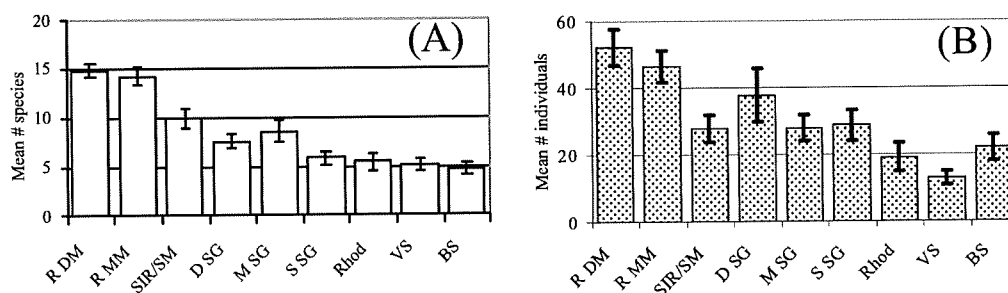 (A)
Mean # species
20
15
10
5
0
R DM
R MM
SIR/SM
D SG
M SG
S SG
Rhod
VS
BS
(B)
Mean # individuals
60
40
20
0
R DM
R MM
SIR/SM
D SG
M SG
S SG
Rhod
VS
BS